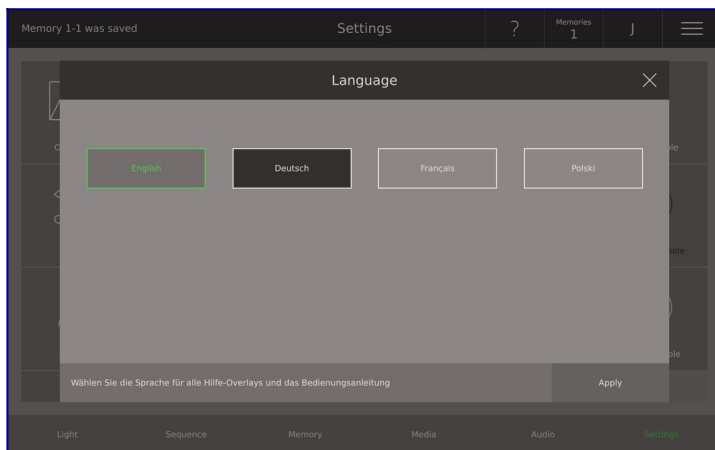 Memory 1-1 was saved
Settings
?
Memories
1
J
Language
English
Deutsch
Français
Polski
Wählen Sie die Sprache für alle Hilfe-Overlays und das Bedienungsanleitung
Apply
Light
Sequence
Memory
Media
Audio
Settings